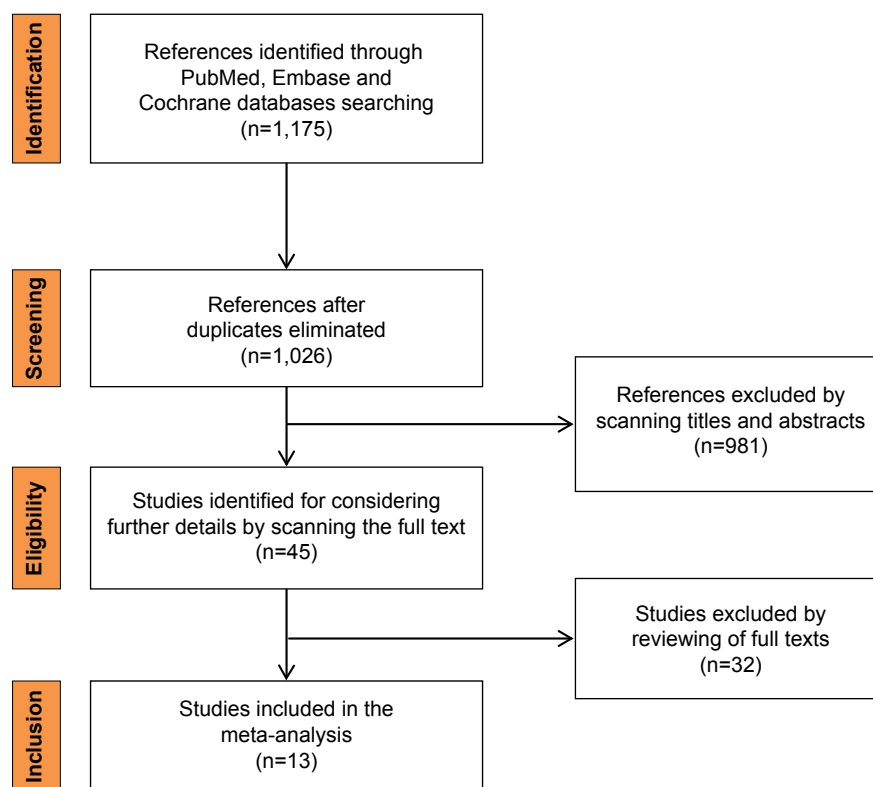 Identification
References identified through
PubMed, Embase and
Cochrane databases searching
(n=1,175)
Screening
References after
duplicates eliminated
(n=1,026)
References excluded by
scanning titles and abstracts
(n=981)
Eligibility
Studies identified for considering
further details by scanning the full text
(n=45)
Studies excluded by
reviewing of full texts
(n=32)
Inclusion
Studies included in the
meta-analysis
(n=13)